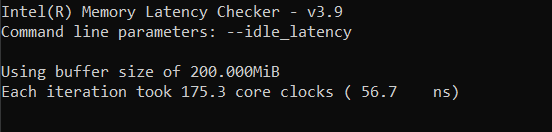 Intel(R) Memory Latency Checker - v3.9
Command line parameters: --idle_latency
Using buffer size of 200.000MiB
Each iteration took 175.3 core clocks ( 56.7    ns)